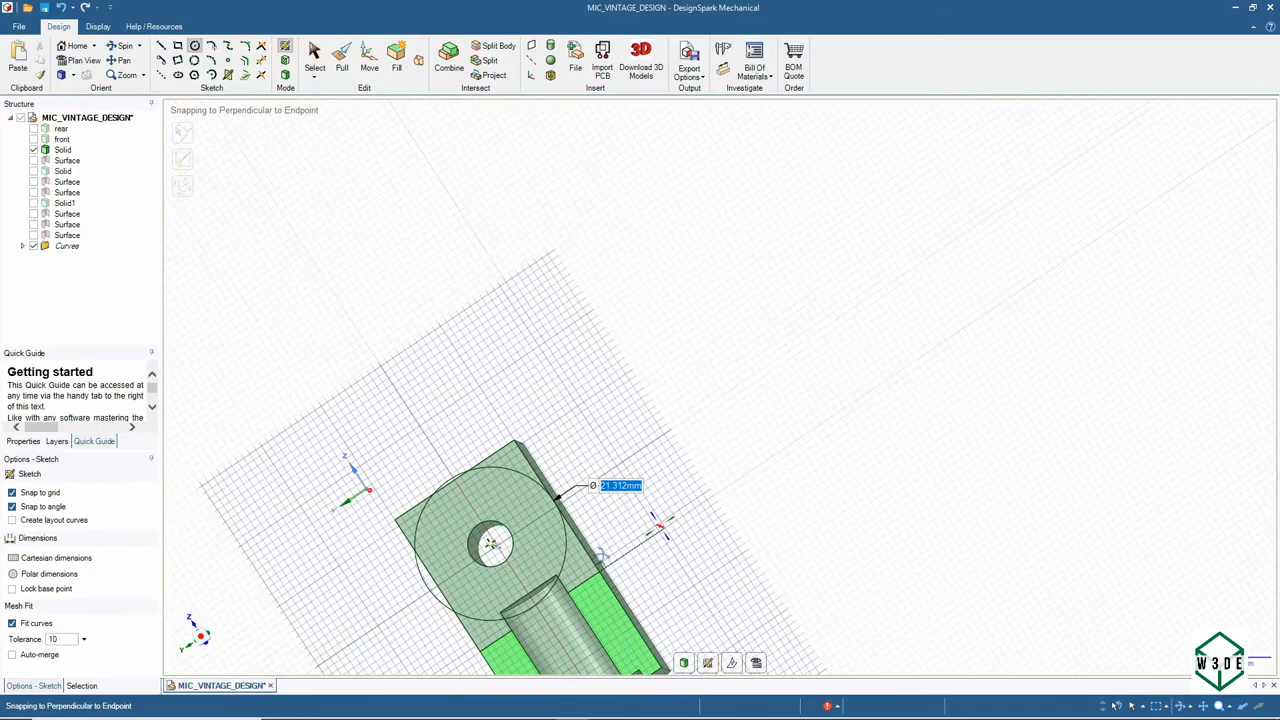 MIC_VINTAGE_DESIGN - DesignSpark Mechanical
File
Design
Display
Help / Resources
Paste
Home
Spin
Plan View
Pan
Zoom
Select
Pull
Move
Fill
Combine
Split Body
Split
Project
File
Import PCB
Download 3D Models
Export Options
Bill Of Materials
BOM Quote
Clipboard
Orient
Sketch
Mode
Edit
Intersect
Insert
Output
Investigate
Order
Structure
MIC_VINTAGE_DESIGN*
rear
front
Solid
Surface
Solid
Surface
Surface
Solid1
Surface
Surface
Surface
Curves
Snapping to Perpendicular to Endpoint
Quick Guide
Getting started
This Quick Guide can be accessed at
any time via the handy tab to the right
of this text.
Like with any software mastering the
Properties
Layers
Quick Guide
Options - Sketch
Sketch
Snap to grid
Snap to angle
Create layout curves
Dimensions
Cartesian dimensions
Polar dimensions
Lock base point
Mesh Fit
Fit curves
Tolerance 10
Auto-merge
Options - Sketch
Selection
Z
Y
Ø 21.312mm
Z
Y
W3DE
MIC_VINTAGE_DESIGN*
Snapping to Perpendicular to Endpoint